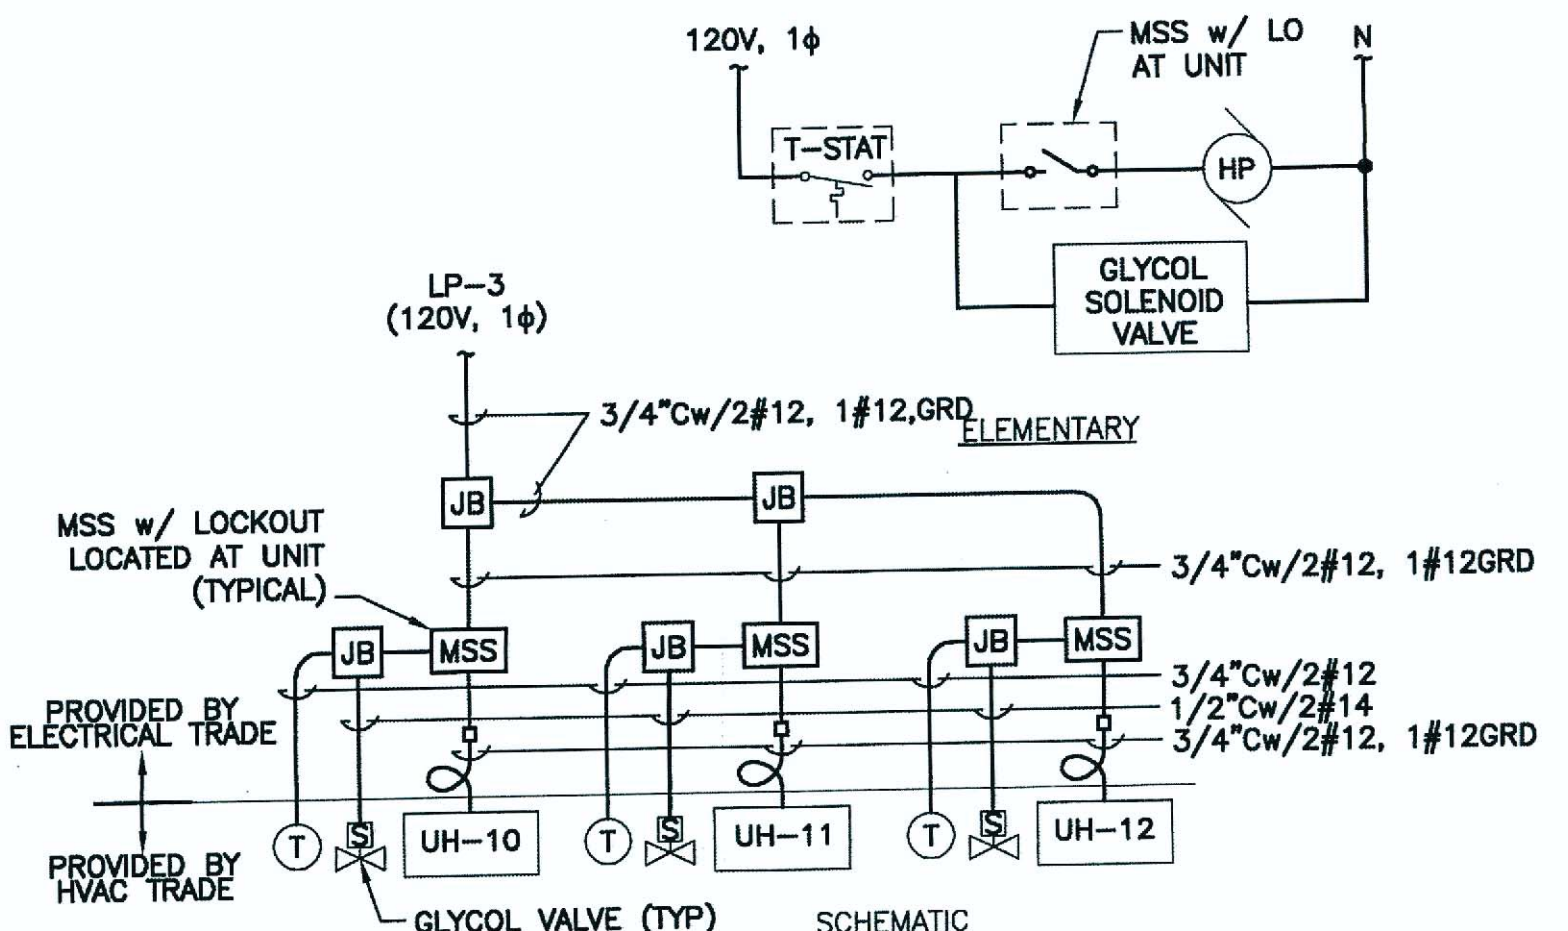 120V, 1ϕ
MSS w/ LO
AT UNIT
N
T-STAT
HP
GLYCOL
SOLENOID
VALVE
LP-3
(120V, 1ϕ)
3/4"Cw/2#12, 1#12,GRD
ELEMENTARY
JB
JB
MSS w/ LOCKOUT
LOCATED AT UNIT
(TYPICAL)
3/4"Cw/2#12, 1#12GRD
JB
MSS
JB
MSS
JB
MSS
3/4"Cw/2#12
1/2"Cw/2#14
3/4"Cw/2#12, 1#12GRD
PROVIDED BY
ELECTRICAL TRADE
T
S
UH-10
T
S
UH-11
T
S
UH-12
PROVIDED BY
HVAC TRADE
GLYCOL VALVE (TYP)
SCHEMATIC